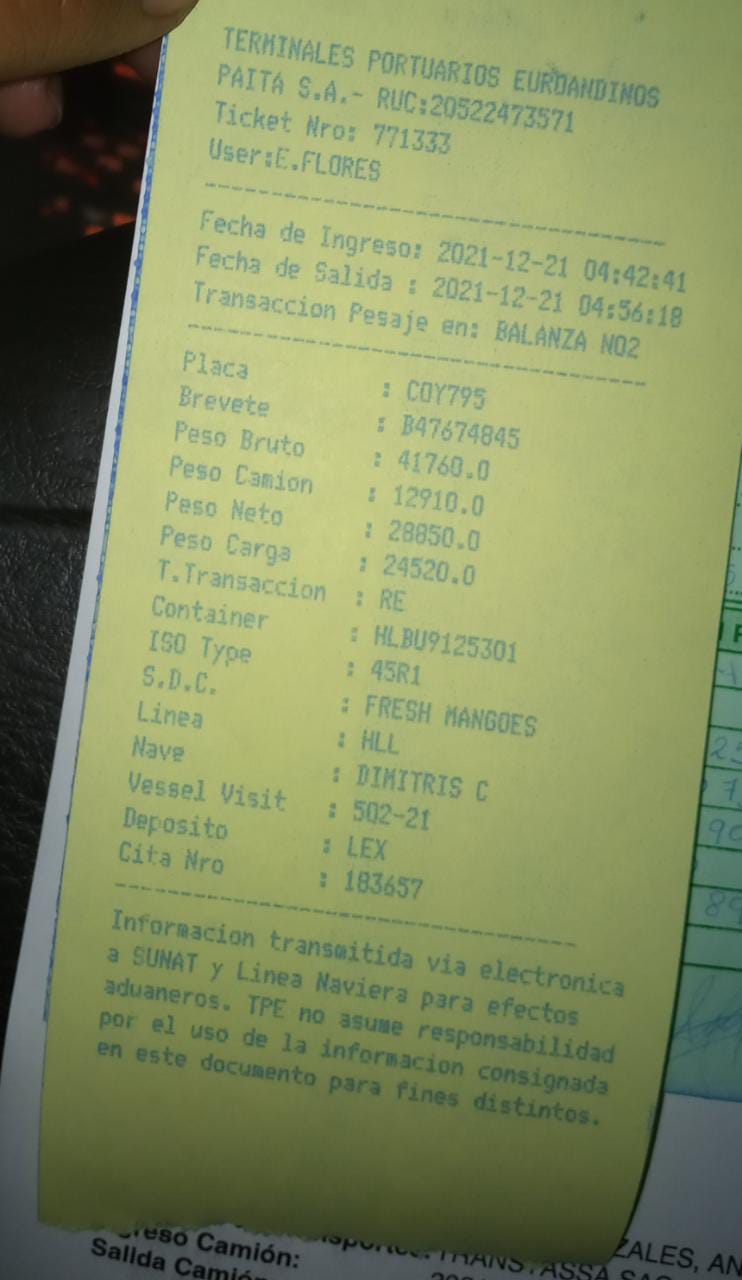 TERMINALES PORTUARIOS EUROANDINOS
PAITA S.A.- RUC:20522473571
Ticket Nro: 771333
User:E.FLORES
Fecha de Ingreso: 2021-12-21 04:42:41
Fecha de Salida : 2021-12-21 04:56:18
Transaccion Pesaje en: BALANZA NO2
Placa : COY795
Brevete : B47674845
Peso Bruto : 41760.0
Peso Camion : 12910.0
Peso Neto : 28850.0
Peso Carga : 24520.0
T.Transaccion : RE
Container : HLBU9125301
ISO Type : 45R1
S.D.C. : FRESH MANGOES
Linea : HLL
Nave : DIMITRIS C
Vessel Visit : 502-21
Deposito : LEX
Cita Nro : 183657
Informacion transmitida via electronica
a SUNAT y Linea Naviera para efectos
aduaneros. TPE no asume responsabilidad
por el uso de la informacion consignada
en este documento para fines distintos.
Camión:
Salida